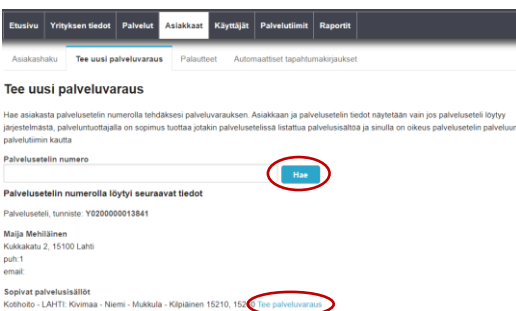 Etusivu Yrityksen tiedot Palvelut Asiakkaat Käyttäjät Palvelutiimit Raportit
Asiakashaku Tee uusi palveluvaraus Palautteet Automaattiset tapahtumakirjaukset
Tee uusi palveluvaraus
Hae asiakasta palvelusetelin numerolla tehdäksesi palveluvarauksen. Asiakkaan ja palvelusetelin tiedot näytetään vain jos palveluseteli löytyy
järjestelmästä, palveluntuottajalla on sopimus tuottaa jotakin palvelusetelissä listattua palvelusisältöä ja sinulla on oikeus palvelusetelin palveluun
palvelutiimin kautta
Palvelusetelin numero
Hae
Palvelusetelin numerolla löytyi seuraavat tiedot
Palveluseteli, tunniste: Y0200000013841
Maija Mehiläinen
Kukkakatu 2, 15100 Lahti
puh:1
email:
Sopivat palvelusisällöt
Kotihoito - LAHTI: Kivimaa - Niemi - Mukkula - Kilpiäinen 15210, Tee palveluvaraus